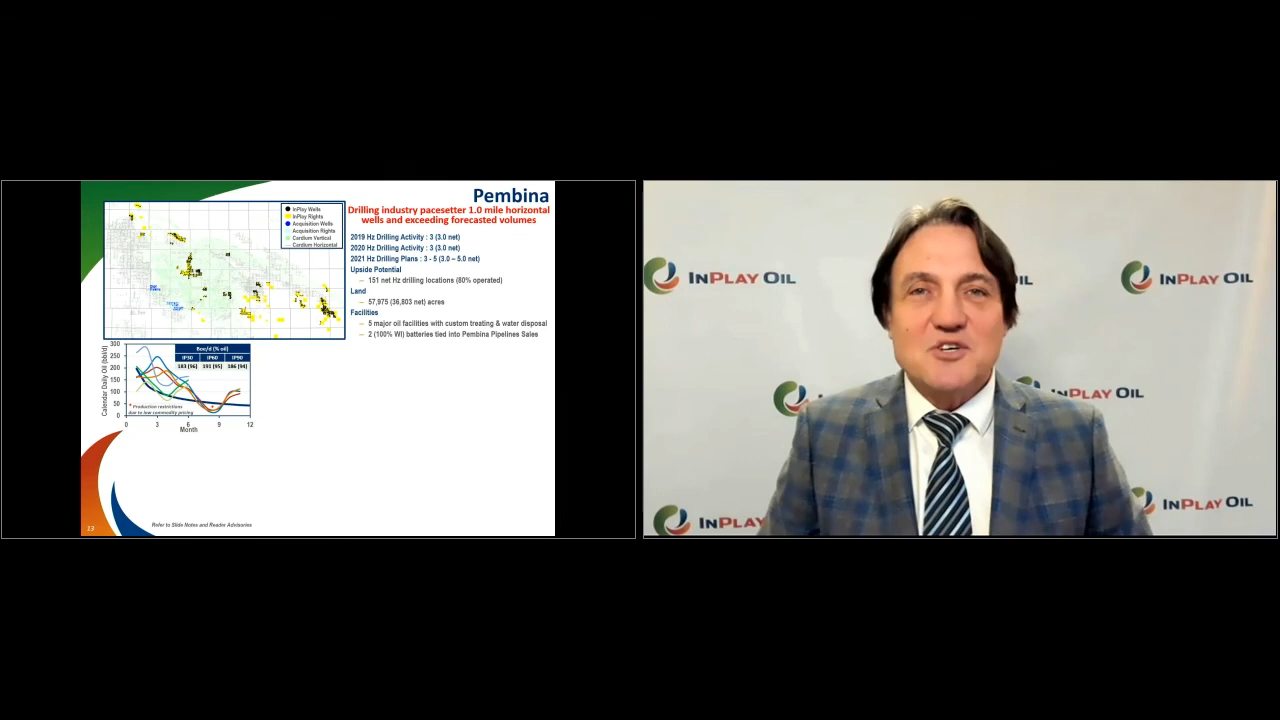 Pembina
Drilling industry pacesetter 1.0 mile horizontal
wells and exceeding forecasted volumes
InPlay Wells
InPlay Rights
Acquisition Wells
Acquisition Rights
Cardium Vertical
Cardium Horizontal
2019 Hz Drilling Activity : 3 (3.0 net)
2020 Hz Drilling Activity : 3 (3.0 net)
2021 Hz Drilling Plans : 3 - 5 (3.0 – 5.0 net)
Upside Potential
– 151 net Hz drilling locations (80% operated)
Land
– 57,975 (36,803 net) acres
Facilities
– 5 major oil facilities with custom treating & water disposal
– 2 (100% WI) batteries tied into Pembina Pipelines Sales
Calendar Daily Oil (bbl/d)
300
250
200
150
100
50
0
Boe/d (% oil)
IP30 IP60 IP90
183 (96) 191 (95) 186 (94)
* Production restrictions
due to low commodity pricing
0 3 6 9 12
Month
13
Refer to Slide Notes and Reader Advisories
INPLAY OIL
IL
INPLAY OIL
INPLAY OIL
INPLAY
INPLAY OIL